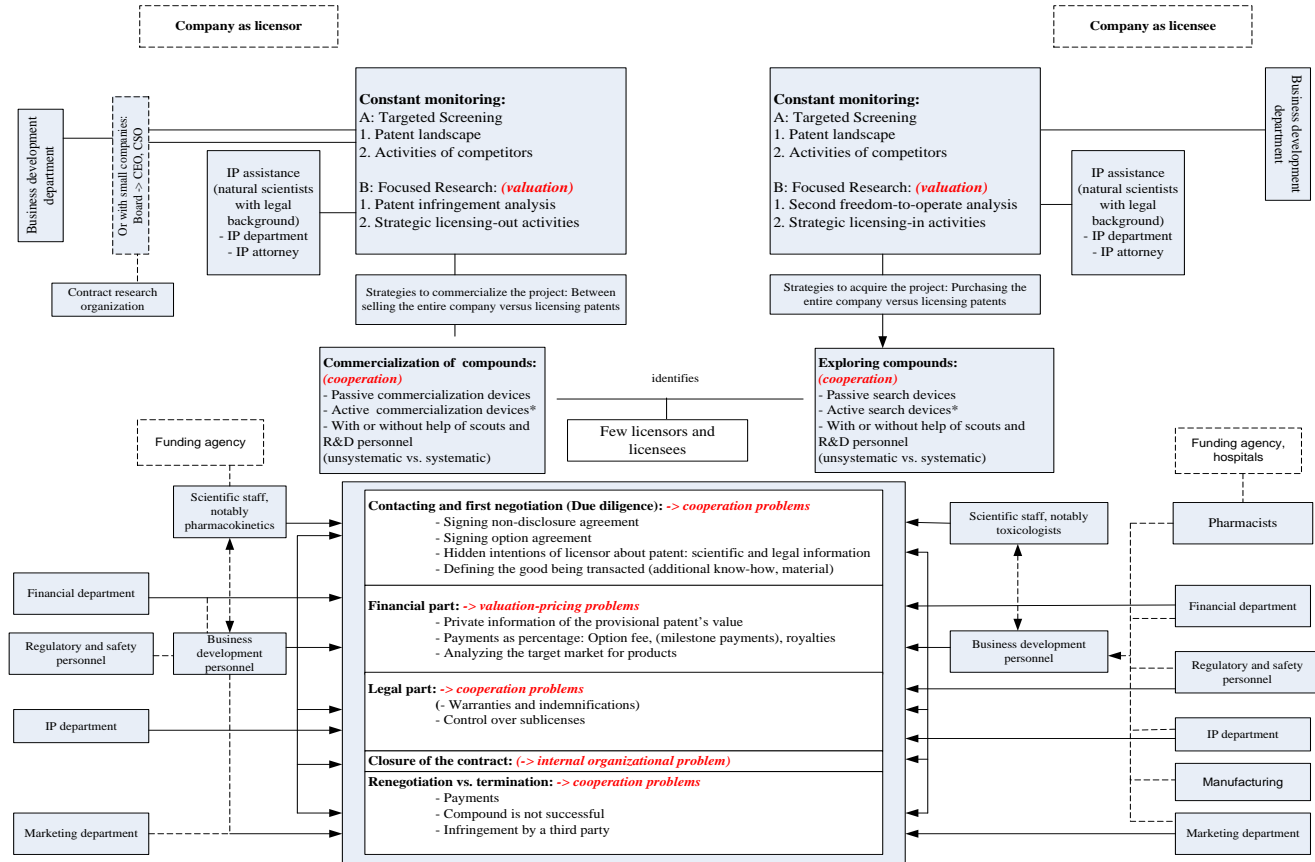 Company as licensor
Company as licensee
Business development
department
Or with small companies:
Board -> CEO, CSO
Contract research
organization
IP assistance
(natural scientists
with legal
background)
- IP department
- IP attorney
Constant monitoring:
A: Targeted Screening
1. Patent landscape
2. Activities of competitors
B: Focused Research: (valuation)
1. Patent infringement analysis
2. Strategic licensing-out activities
Constant monitoring:
A: Targeted Screening
1. Patent landscape
2. Activities of competitors
B: Focused Research: (valuation)
1. Second freedom-to-operate analysis
2. Strategic licensing-in activities
IP assistance
(natural scientists
with legal
background)
- IP department
- IP attorney
Business development
department
Strategies to commercialize the project: Between
selling the entire company versus licensing patents
Strategies to acquire the project: Purchasing the
entire company versus licensing patents
Commercialization of compounds:
(cooperation)
- Passive commercialization devices
- Active commercialization devices*
- With or without help of scouts and
R&D personnel
(unsystematic vs. systematic)
identifies
Few licensors and
licensees
Exploring compounds:
(cooperation)
- Passive search devices
- Active search devices*
- With or without help of scouts and
R&D personnel
(unsystematic vs. systematic)
Funding agency
Scientific staff,
notably
pharmacokinetics
Financial department
Regulatory and safety
personnel
Business
development
personnel
IP department
Marketing department
Contacting and first negotiation (Due diligence): -> cooperation problems
- Signing non-disclosure agreement
- Signing option agreement
- Hidden intentions of licensor about patent: scientific and legal information
- Defining the good being transacted (additional know-how, material)
Financial part: -> valuation-pricing problems
- Private information of the provisional patent's value
- Payments as percentage: Option fee, (milestone payments), royalties
- Analyzing the target market for products
Legal part: -> cooperation problems
(- Warranties and indemnifications)
- Control over sublicenses
Closure of the contract: (-> internal organizational problem)
Renegotiation vs. termination: -> cooperation problems
- Payments
- Compound is not successful
- Infringement by a third party
Funding agency,
hospitals
Scientific staff, notably
toxicologists
Pharmacists
Financial department
Business development
personnel
Regulatory and safety
personnel
IP department
Manufacturing
Marketing department